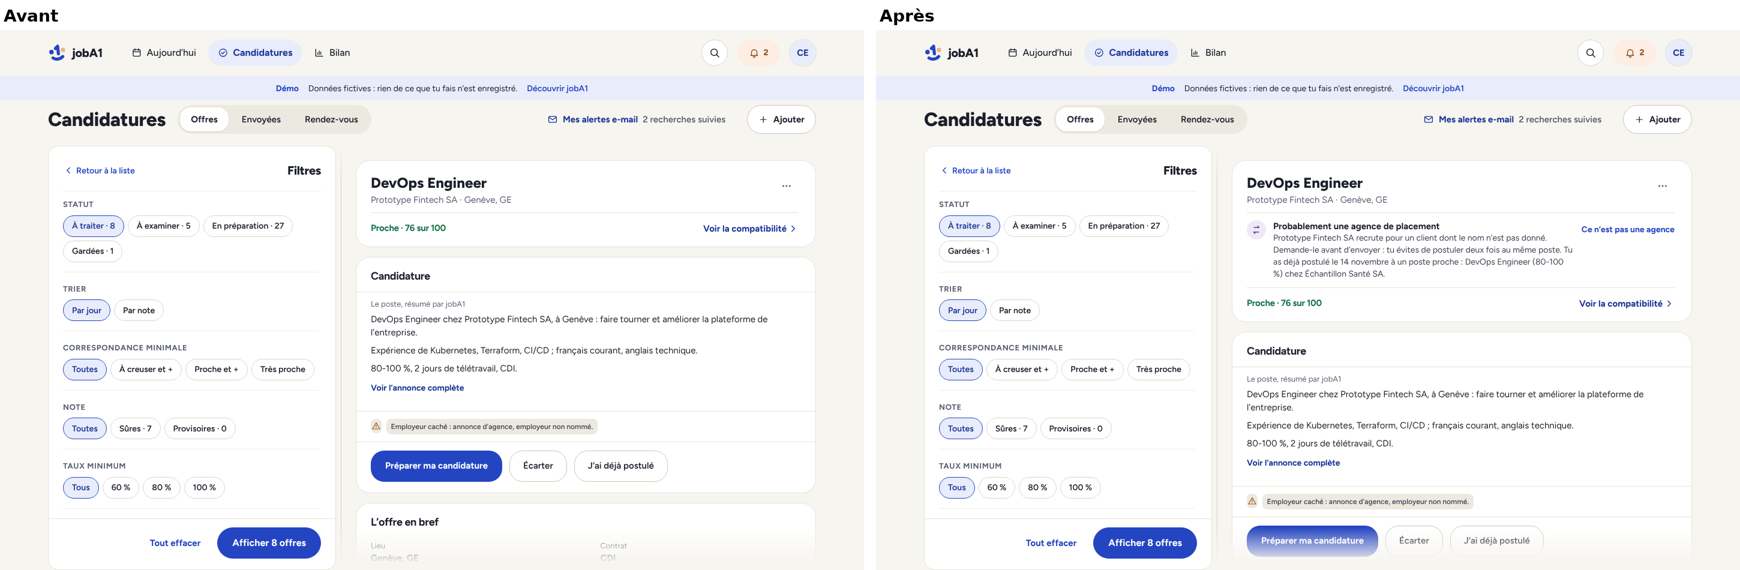 Avant
jobA1
Aujourd'hui
Candidatures
Bilan
2
CE
Démo Données fictives : rien de ce que tu fais n'est enregistré. Découvrir jobA1
Candidatures
Offres
Envoyées
Rendez-vous
Mes alertes e-mail 2 recherches suivies
Ajouter
Retour à la liste
Filtres
STATUT
À traiter · 8
À examiner · 5
En préparation · 27
Gardées · 1
TRIER
Par jour
Par note
CORRESPONDANCE MINIMALE
Toutes
À creuser et +
Proche et +
Très proche
NOTE
Toutes
Sûres · 7
Provisoires · 0
TAUX MINIMUM
Tous
60 %
80 %
100 %
Tout effacer
Afficher 8 offres
DevOps Engineer
Prototype Fintech SA · Genève, GE
Proche · 76 sur 100
Voir la compatibilité
Candidature
Le poste, résumé par jobA1
DevOps Engineer chez Prototype Fintech SA, à Genève : faire tourner et améliorer la plateforme de
l'entreprise.
Expérience de Kubernetes, Terraform, CI/CD ; français courant, anglais technique.
80-100 %, 2 jours de télétravail, CDI.
Voir l'annonce complète
Employeur caché : annonce d'agence, employeur non nommé.
Préparer ma candidature
Écarter
J'ai déjà postulé
L'offre en bref
Lieu
Contrat
Genève, GE
CDI
Après
jobA1
Aujourd'hui
Candidatures
Bilan
2
CE
Démo Données fictives : rien de ce que tu fais n'est enregistré. Découvrir jobA1
Candidatures
Offres
Envoyées
Rendez-vous
Mes alertes e-mail 2 recherches suivies
Ajouter
Retour à la liste
Filtres
STATUT
À traiter · 8
À examiner · 5
En préparation · 27
Gardées · 1
TRIER
Par jour
Par note
CORRESPONDANCE MINIMALE
Toutes
À creuser et +
Proche et +
Très proche
NOTE
Toutes
Sûres · 7
Provisoires · 0
TAUX MINIMUM
Tous
60 %
80 %
100 %
Tout effacer
Afficher 8 offres
DevOps Engineer
Prototype Fintech SA · Genève, GE
Probablement une agence de placement
Ce n'est pas une agence
Prototype Fintech SA recrute pour un client dont le nom n'est pas donné.
Demande-le avant d'envoyer : tu évites de postuler deux fois au même poste. Tu
as déjà postulé le 14 novembre à un poste proche : DevOps Engineer (80-100
%) chez Échantillon Santé SA.
Proche · 76 sur 100
Voir la compatibilité
Candidature
Le poste, résumé par jobA1
DevOps Engineer chez Prototype Fintech SA, à Genève : faire tourner et améliorer la plateforme de
l'entreprise.
Expérience de Kubernetes, Terraform, CI/CD ; français courant, anglais technique.
80-100 %, 2 jours de télétravail, CDI.
Voir l'annonce complète
Employeur caché : annonce d'agence, employeur non nommé.
Préparer ma candidature
Écarter
J'ai déjà postulé